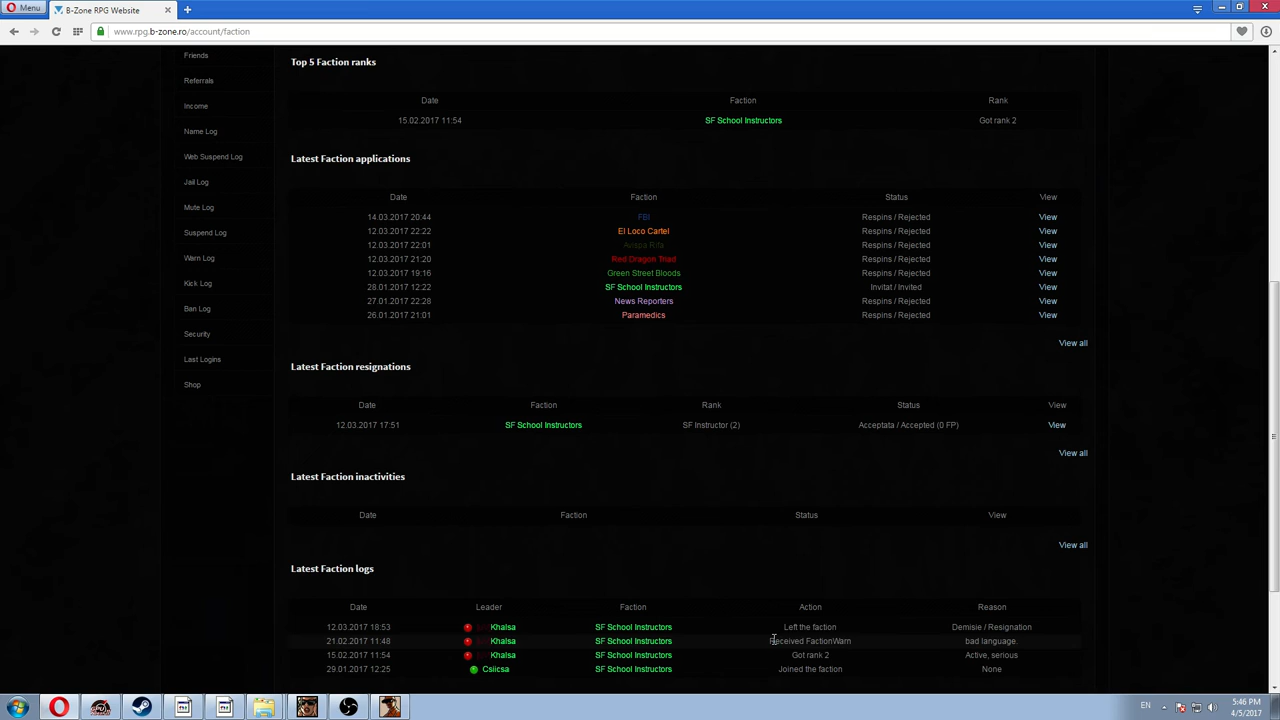 Menu
B-Zone RPG Website
www.rpg.b-zone.ro/account/faction
Friends
Referrals
Income
Name Log
Web Suspend Log
Jail Log
Mute Log
Suspend Log
Warn Log
Kick Log
Ban Log
Security
Last Logins
Shop
Top 5 Faction ranks
Date Faction Rank
15.02.2017 11:54 SF School Instructors Got rank 2
Latest Faction applications
Date Faction Status View
14.03.2017 20:44 FBI Respins / Rejected View
12.03.2017 22:22 El Loco Cartel Respins / Rejected View
12.03.2017 22:01 Avispa Rifa Respins / Rejected View
12.03.2017 21:20 Red Dragon Triad Respins / Rejected View
12.03.2017 19:16 Green Street Bloods Respins / Rejected View
28.01.2017 12:22 SF School Instructors Invitat / Invited View
27.01.2017 22:28 News Reporters Respins / Rejected View
26.01.2017 21:01 Paramedics Respins / Rejected View
View all
Latest Faction resignations
Date Faction Rank Status View
12.03.2017 17:51 SF School Instructors SF Instructor (2) Acceptata / Accepted (0 FP) View
View all
Latest Faction inactivities
Date Faction Status View
View all
Latest Faction logs
Date Leader Faction Action Reason
12.03.2017 18:53 Khalsa SF School Instructors Left the faction Demisie / Resignation
21.02.2017 11:48 Khalsa SF School Instructors Received FactionWarn bad language.
15.02.2017 11:54 Khalsa SF School Instructors Got rank 2 Active, serious
29.01.2017 12:25 Csiicsa SF School Instructors Joined the faction None
EN
5:46 PM
4/5/2017